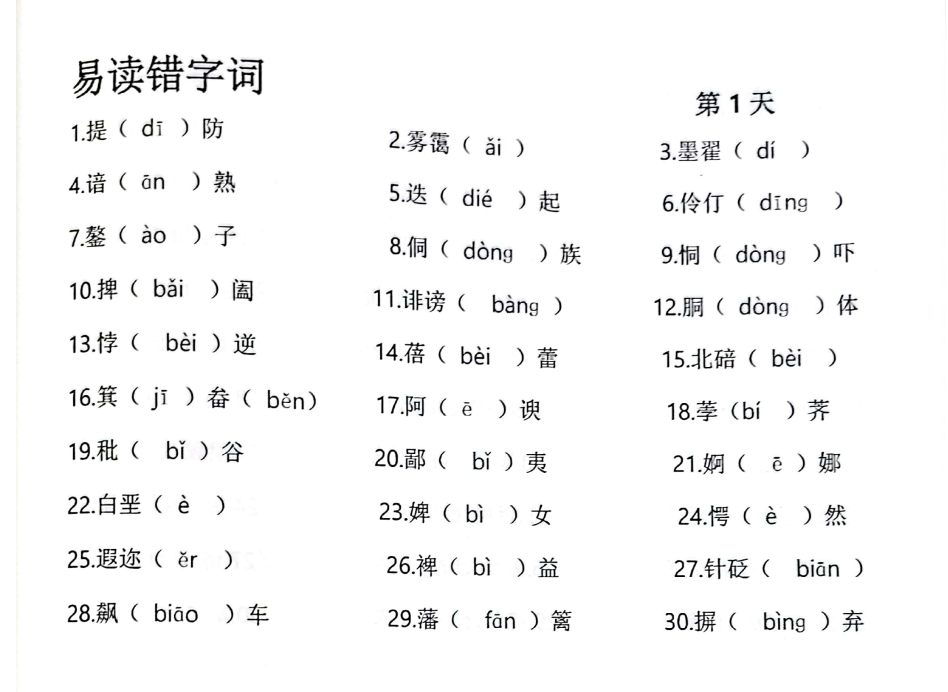 易读错字词
第 1 天
1.提（ dī ）防 2.雾霭（ ǎi ） 3.墨翟（ dí ）
4.谙（ ān ）熟 5.迭（ dié ）起 6.伶仃（ dīng ）
7.鏊（ ào ）子 8.侗（ dòng ）族 9.恫（ dòng ）吓
10.捭（ bǎi ）阖 11.诽谤（ bàng ） 12.胴（ dòng ）体
13.悖（ bèi ）逆 14.蓓（ bèi ）蕾 15.北碚（ bèi ）
16.箕（ jī ）畚（ běn） 17.阿（ ē ）谀 18.荸（bí ）荠
19.秕（ bǐ ）谷 20.鄙（ bǐ ）夷 21.婀（ ē ）娜
22.白垩（ è ） 23.婢（ bì ）女 24.愕（ è ）然
25.遐迩（ ěr ） 26.裨（ bì ）益 27.针砭（ biān ）
28.飙（ biāo ）车 29.藩（ fān ）篱 30.摒（ bìng ）弃